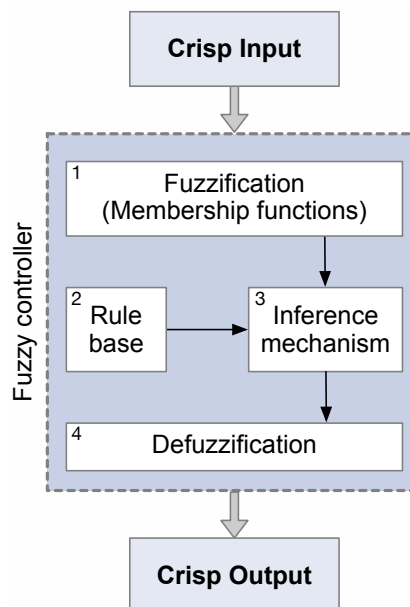 Crisp Input
Fuzzy controller
1
Fuzzification
(Membership functions)
2
Rule
base
3
Inference
mechanism
4
Defuzzification
Crisp Output